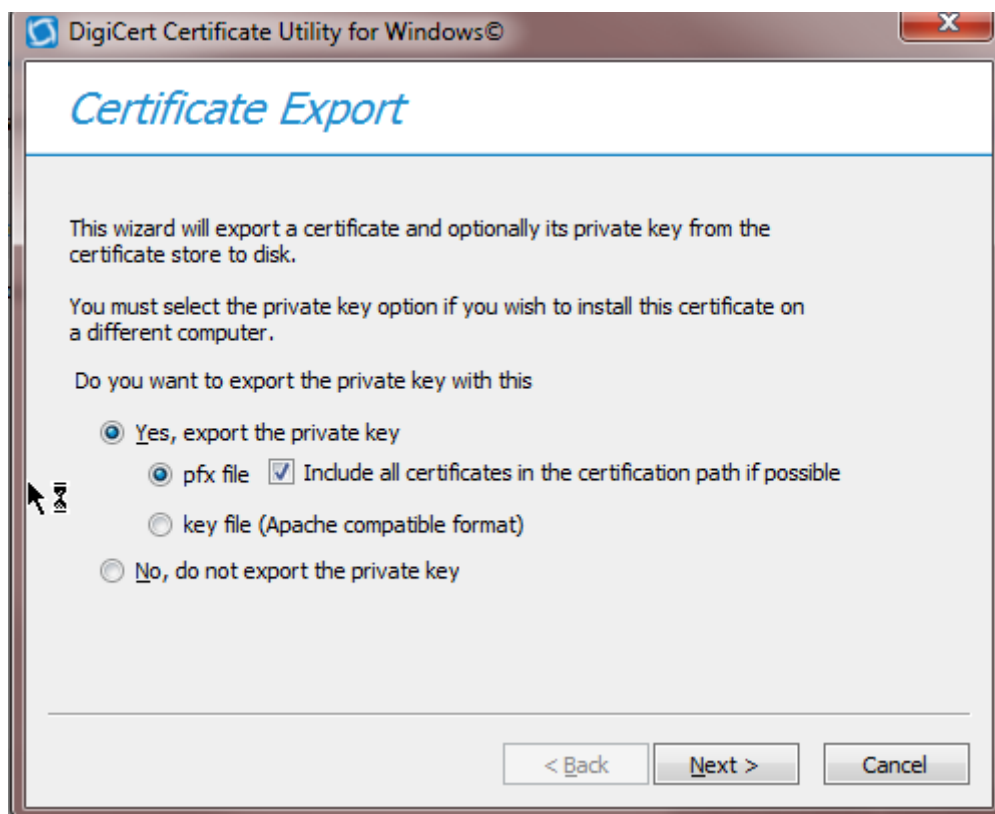 DigiCert Certificate Utility for Windows©
Certificate Export
This wizard will export a certificate and optionally its private key from the
certificate store to disk.
You must select the private key option if you wish to install this certificate on
a different computer.
Do you want to export the private key with this
Yes, export the private key
pfx file Include all certificates in the certification path if possible
key file (Apache compatible format)
No, do not export the private key
< Back Next > Cancel